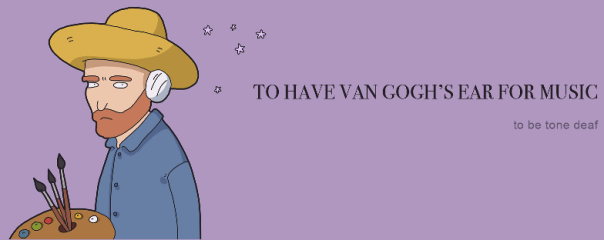 TO HAVE VAN GOGH'S EAR FOR MUSIC
to be tone deaf